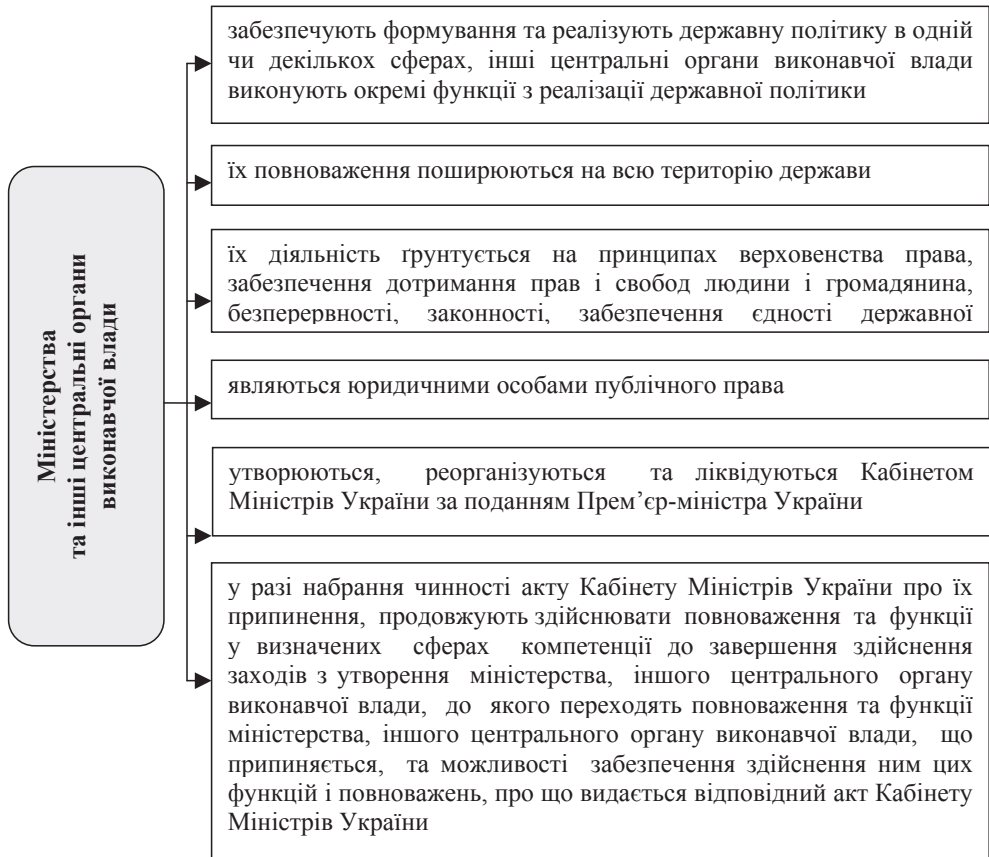 Міністерства
та інші центральні органи
виконавчої влади
забезпечують формування та реалізують державну політику в одній
чи декількох сферах, інші центральні органи виконавчої влади
виконують окремі функції з реалізації державної політики
їх повноваження поширюються на всю територію держави
їх діяльність ґрунтується на принципах верховенства права,
забезпечення дотримання прав і свобод людини і громадянина,
безперервності, законності, забезпечення єдності державної
являються юридичними особами публічного права
утворюються, реорганізуються та ліквідуються Кабінетом
Міністрів України за поданням Прем’єр-міністра України
у разі набрання чинності акту Кабінету Міністрів України про їх
припинення, продовжують здійснювати повноваження та функції
у визначених сферах компетенції до завершення здійснення
заходів з утворення міністерства, іншого центрального органу
виконавчої влади, до якого переходять повноваження та функції
міністерства, іншого центрального органу виконавчої влади, що
припиняється, та можливості забезпечення здійснення ним цих
функцій і повноважень, про що видається відповідний акт Кабінету
Міністрів України